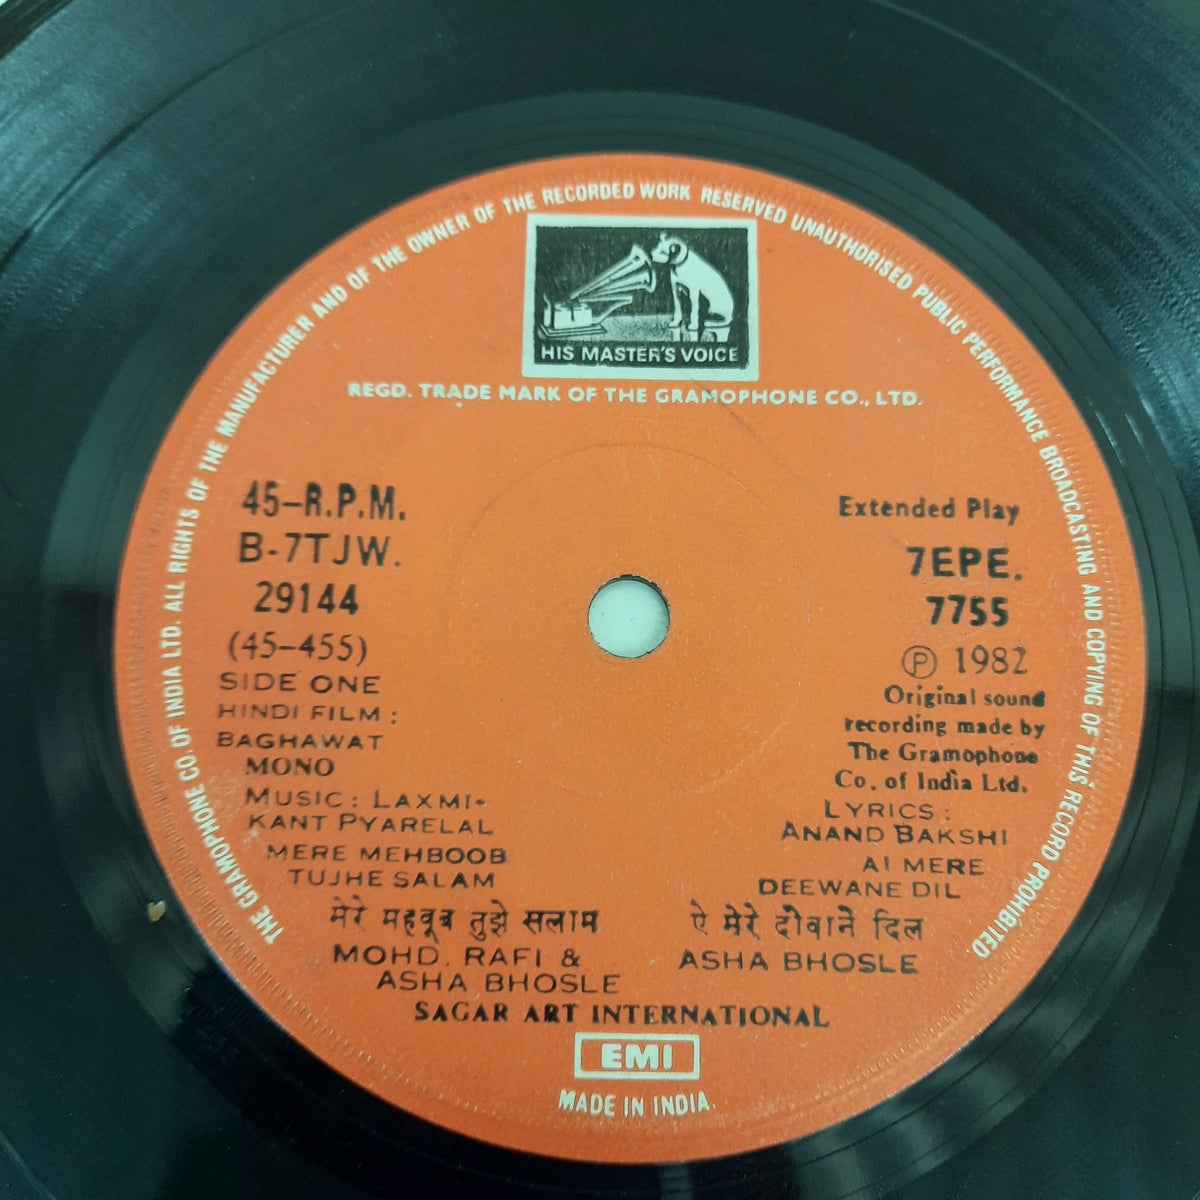 THE GRAMOPHONE CO. OF INDIA LTD. ALL RIGHTS OF THE MANUFACTURER AND OF THE OWNER OF THE RECORDED WORK RESERVED UNAUTHORISED PUBLIC PERFORMANCE BROADCASTING AND COPYING OF THIS RECORD PROHIBITED.
HIS MASTER'S VOICE
REGD. TRADE MARK OF THE GRAMOPHONE CO., LTD.
45-R.P.M.
B-7TJW.
29144
(45-455)
SIDE ONE
HINDI FILM :
BAGHAWAT
MONO
MUSIC: LAXMI-
KANT PYARELAL
MERE MEHBOOB
TUJHE SALAM
मेरे महबूब तुझे सलाम
MOHD. RAFI &
ASHA BHOSLE
Extended Play
7EPE.
7755
Ⓟ 1982
Original sound
recording made by
The Gramophone
Co. of India Ltd.
LYRICS :
ANAND BAKSHI
AI MERE
DEEWANE DIL
ऐ मेरे दीवाने दिल
ASHA BHOSLE
SAGAR ART INTERNATIONAL
EMI
MADE IN INDIA.